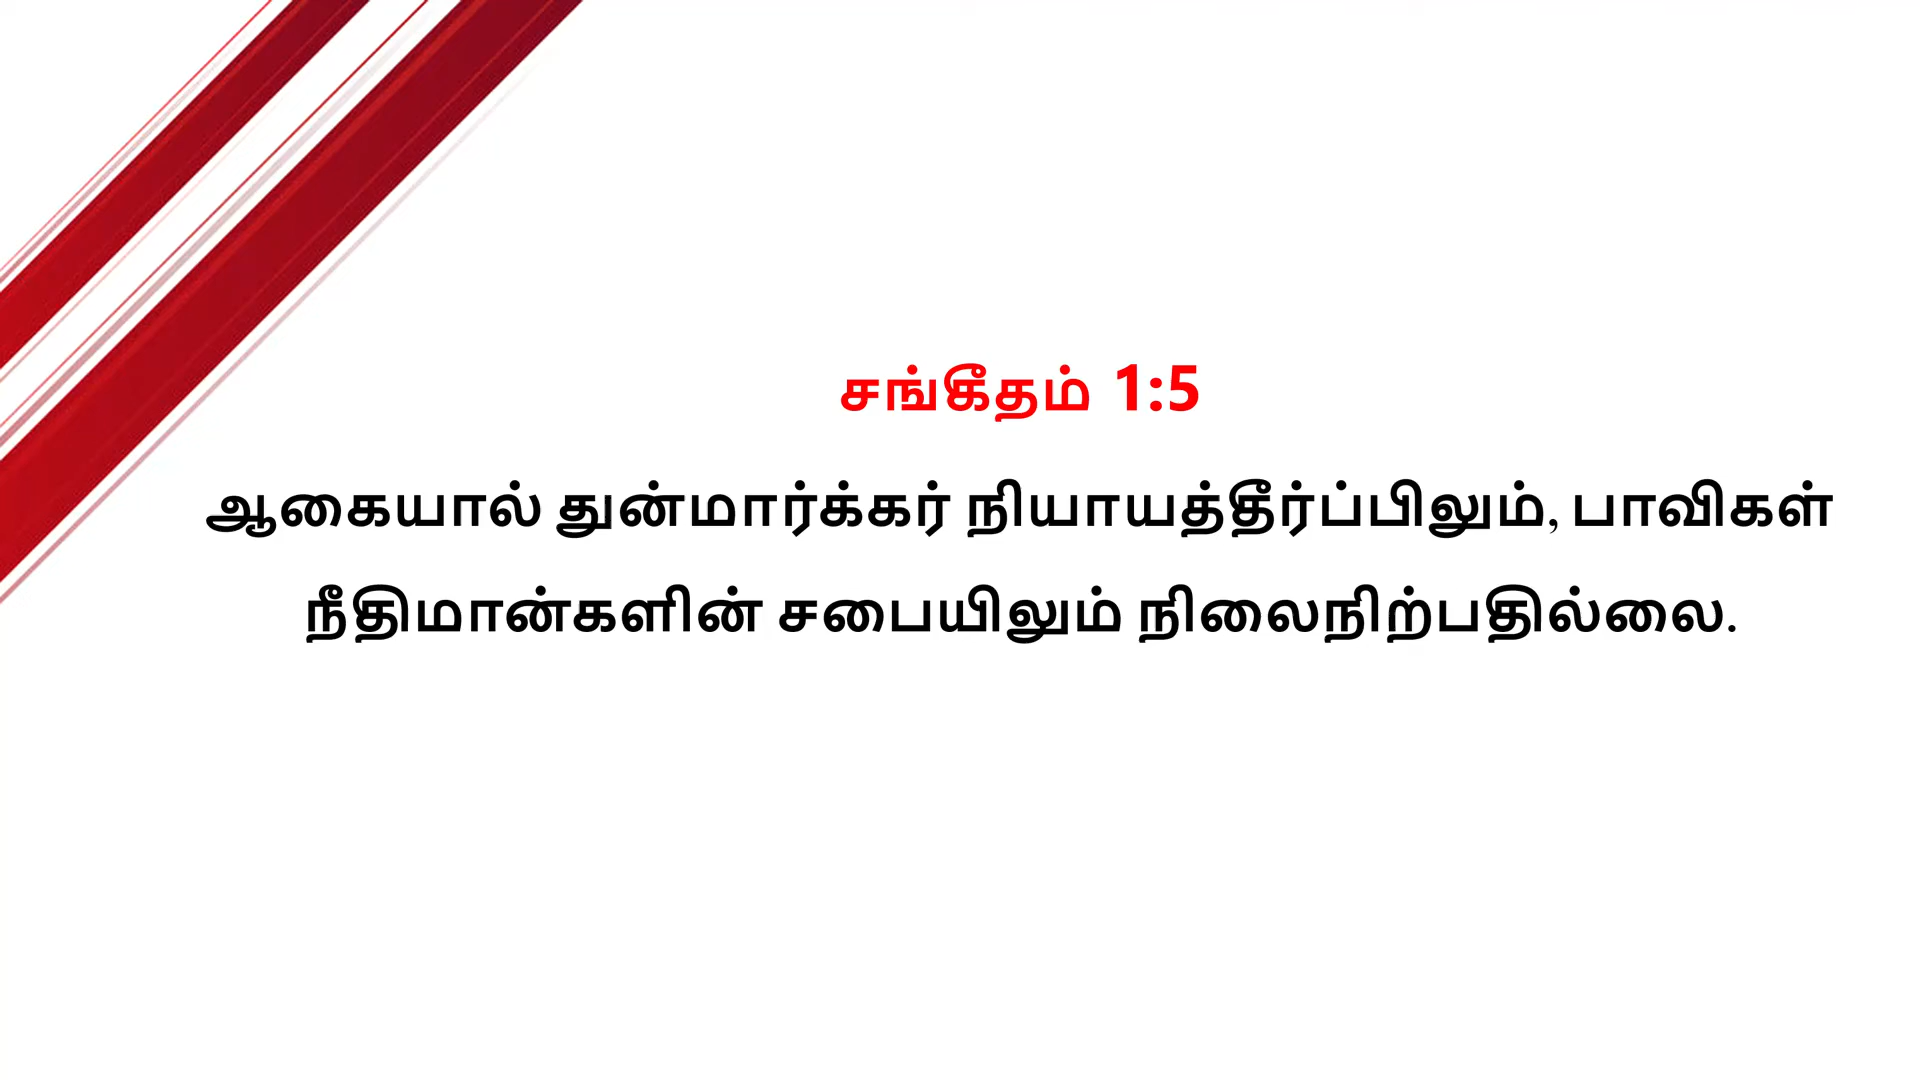 சங்கீதம் 1:5
ஆகையால் துன்மார்க்கர் நியாயத்தீர்ப்பிலும், பாவிகள்
நீதிமான்களின் சபையிலும் நிலைநிற்பதில்லை.